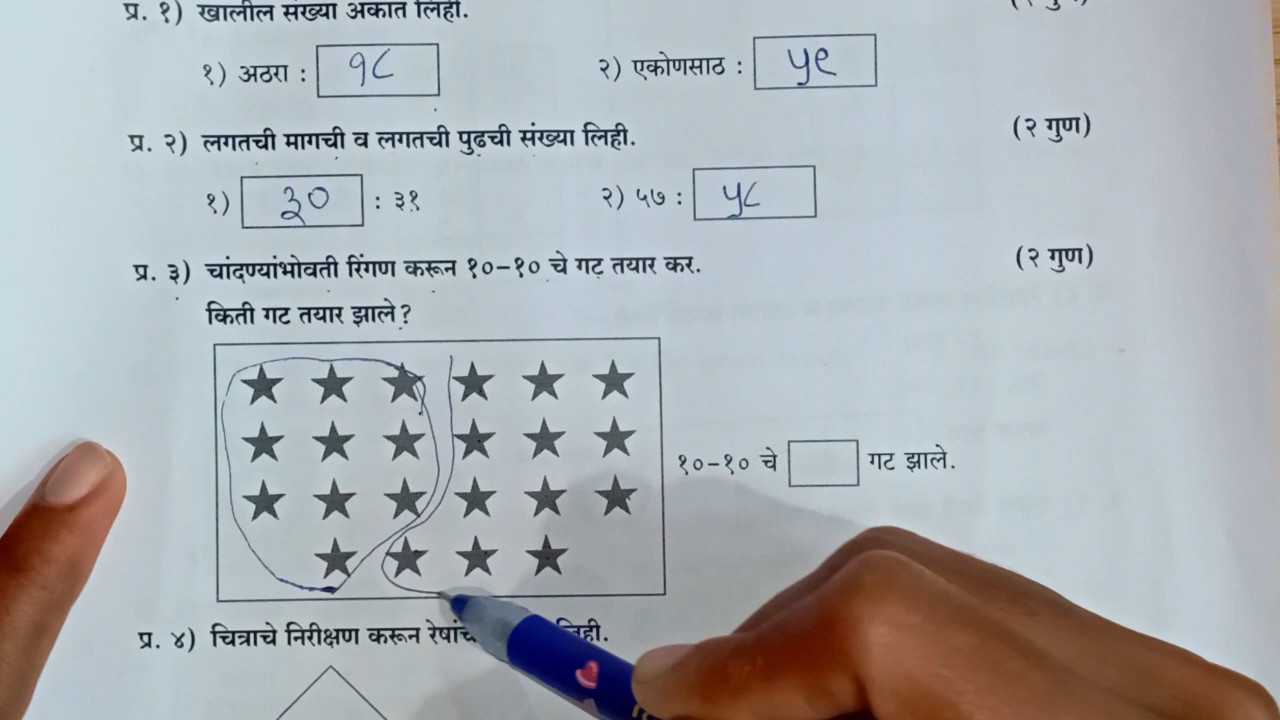 प्र. १) खालील संख्या अंकात लिही.
१) अठरा : १८ २) एकोणसाठ : ५९
प्र. २) लगतची मागची व लगतची पुढची संख्या लिही. (२ गुण)
१) ३० : ३१ २) ५७ : ५८
प्र. ३) चांदण्यांभोवती रिंगण करून १०-१० चे गट तयार कर. (२ गुण)
किती गट तयार झाले?
१०-१० चे गट झाले.
प्र. ४) चित्राचे निरीक्षण करून